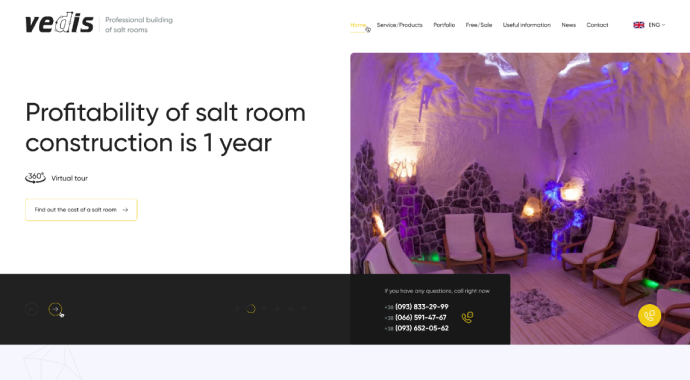 vedis
Professional building
of salt rooms
Home Service/Products Portfolio Free/Sale Useful information News Contact
ENG
Profitability of salt room
construction is 1 year
360°
Virtual tour
Find out the cost of a salt room
If you have any questions, call right now
+38 (093) 833-29-99
+38 (066) 591-47-67
+38 (093) 652-05-62